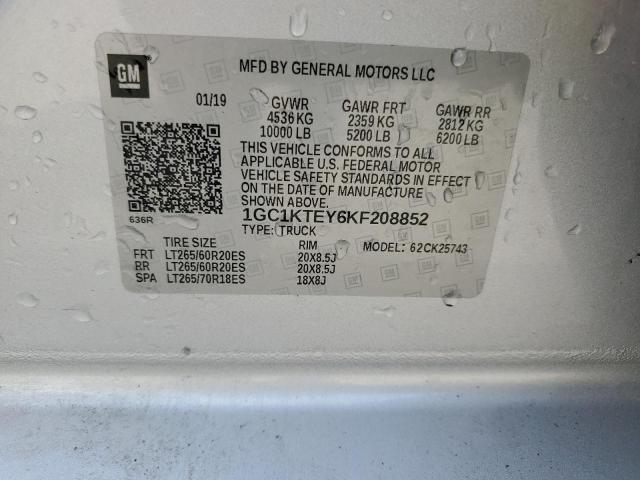 GM
MFD BY GENERAL MOTORS LLC
01/19 GVWR GAWR FRT GAWR RR
4536 KG 2359 KG 2812 KG
10000 LB 5200 LB 6200 LB
THIS VEHICLE CONFORMS TO ALL
APPLICABLE U.S. FEDERAL MOTOR
VEHICLE SAFETY STANDARDS IN EFFECT
ON THE DATE OF MANUFACTURE
SHOWN ABOVE.
636R
1GC1KTEY6KF208852
TYPE: TRUCK
TIRE SIZE RIM MODEL: 62CK25743
FRT LT265/60R20ES 20X8.5J
RR LT265/60R20ES 20X8.5J
SPA LT265/70R18ES 18X8J